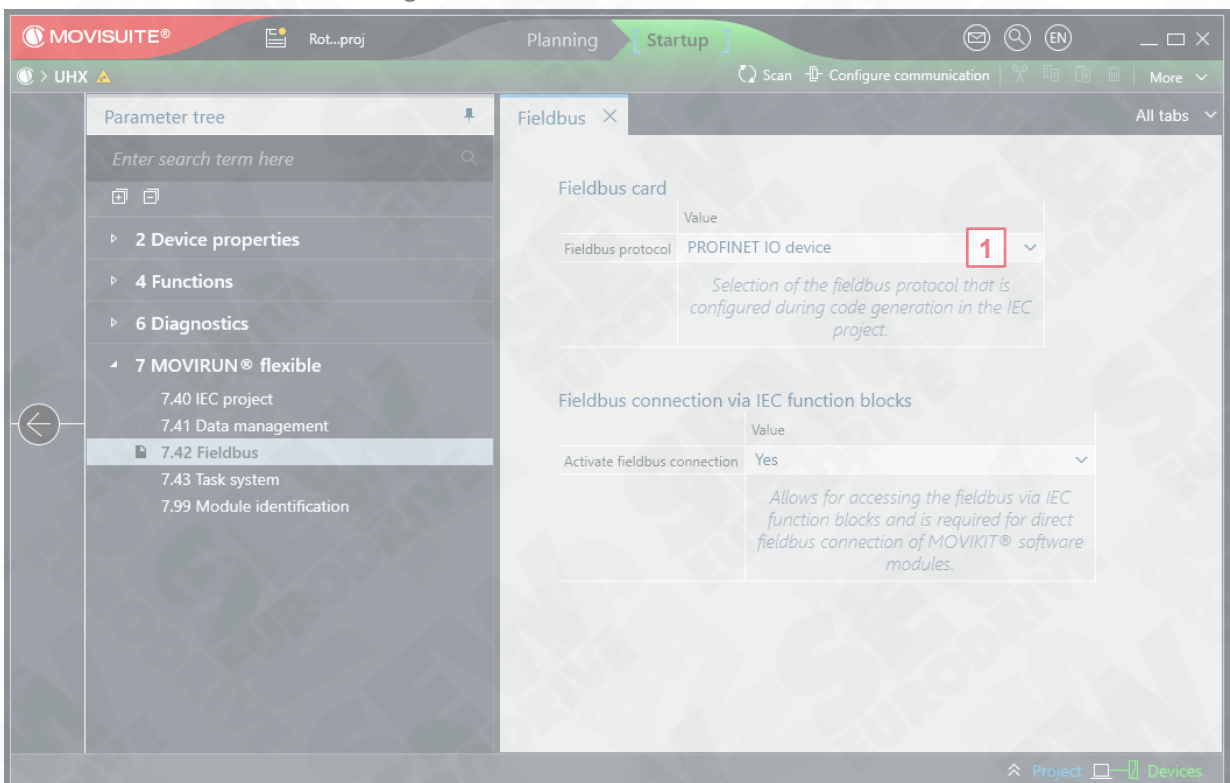 MOVISUITE®
Rot...proj
Planning
[ Startup ]
EN
> UHX
Scan
Configure communication
More
Parameter tree
Fieldbus
All tabs
Enter search term here
2 Device properties
4 Functions
6 Diagnostics
7 MOVIRUN® flexible
7.40 IEC project
7.41 Data management
7.42 Fieldbus
7.43 Task system
7.99 Module identification
Fieldbus card
Value
Fieldbus protocol PROFINET IO device
1
Selection of the fieldbus protocol that is
configured during code generation in the IEC
project.
Fieldbus connection via IEC function blocks
Value
Activate fieldbus connection Yes
Allows for accessing the fieldbus via IEC
function blocks and is required for direct
fieldbus connection of MOVIKIT® software
modules.
Project
Devices
SEW
EURODRIVE